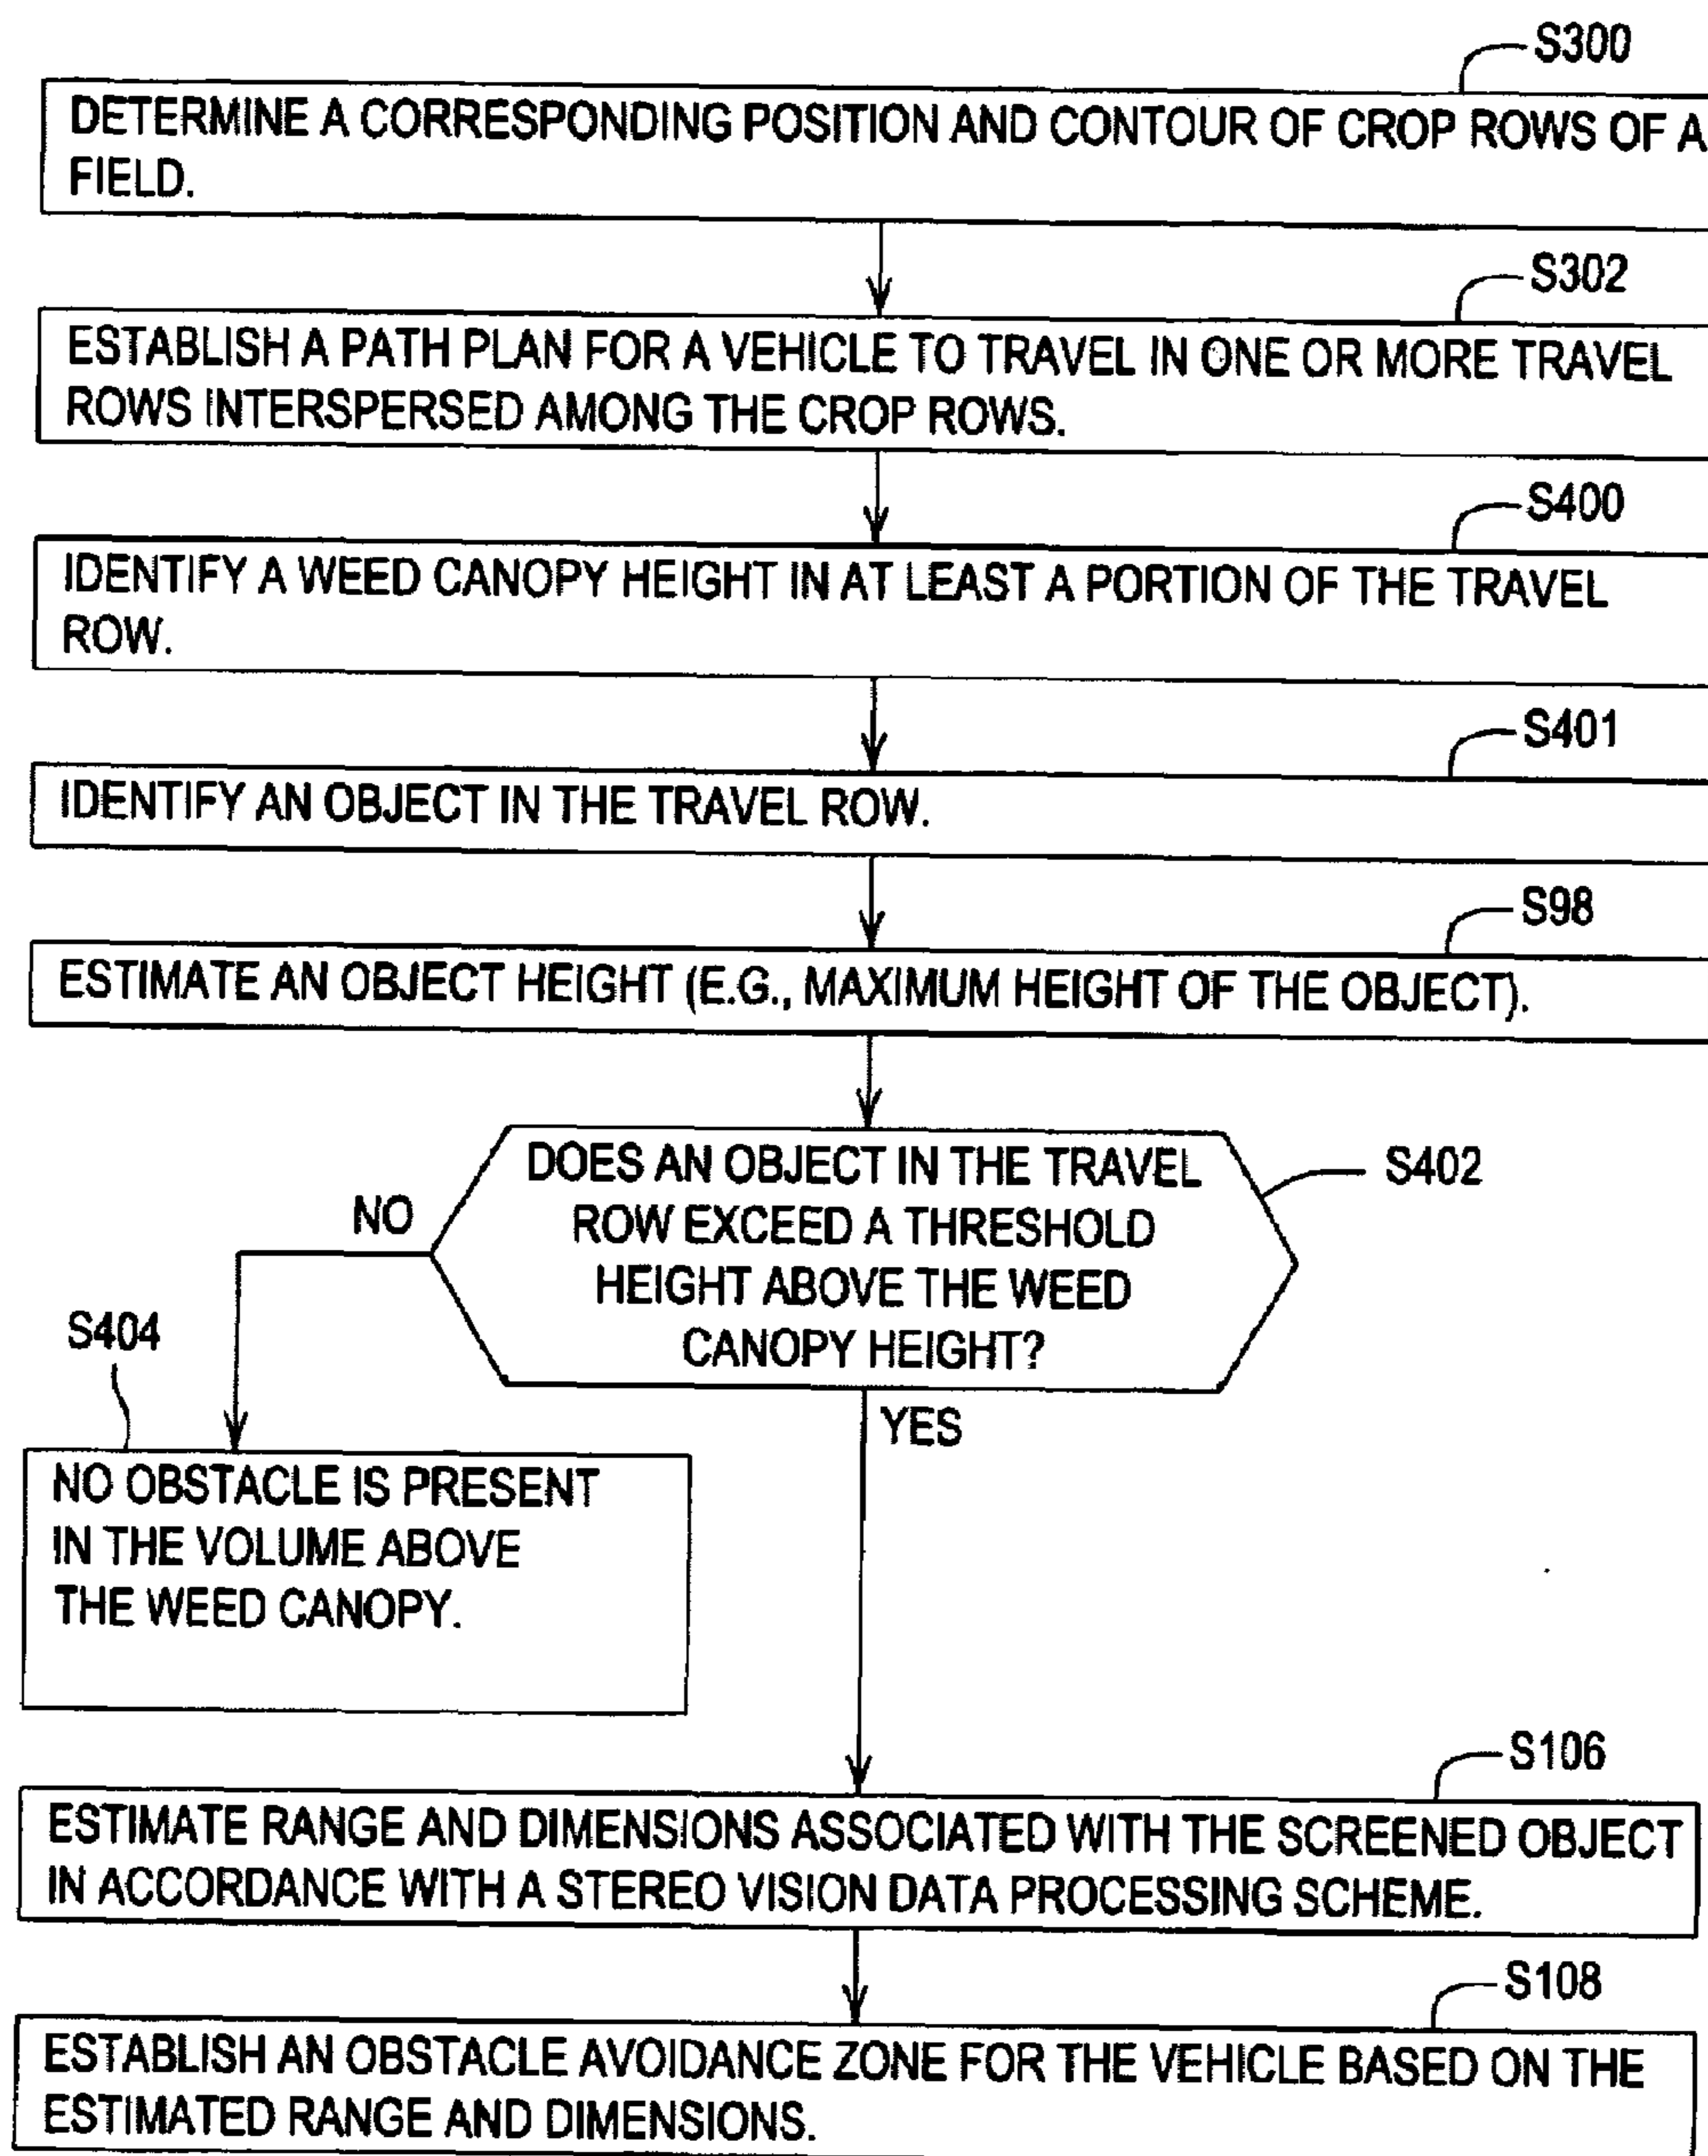 S300
DETERMINE A CORRESPONDING POSITION AND CONTOUR OF CROP ROWS OF A
FIELD.
S302
ESTABLISH A PATH PLAN FOR A VEHICLE TO TRAVEL IN ONE OR MORE TRAVEL
ROWS INTERSPERSED AMONG THE CROP ROWS.
S400
IDENTIFY A WEED CANOPY HEIGHT IN AT LEAST A PORTION OF THE TRAVEL
ROW.
S401
IDENTIFY AN OBJECT IN THE TRAVEL ROW.
S98
ESTIMATE AN OBJECT HEIGHT (E.G., MAXIMUM HEIGHT OF THE OBJECT).
S402
DOES AN OBJECT IN THE TRAVEL
ROW EXCEED A THRESHOLD
HEIGHT ABOVE THE WEED
CANOPY HEIGHT?
NO
YES
S404
NO OBSTACLE IS PRESENT
IN THE VOLUME ABOVE
THE WEED CANOPY.
S106
ESTIMATE RANGE AND DIMENSIONS ASSOCIATED WITH THE SCREENED OBJECT
IN ACCORDANCE WITH A STEREO VISION DATA PROCESSING SCHEME.
S108
ESTABLISH AN OBSTACLE AVOIDANCE ZONE FOR THE VEHICLE BASED ON THE
ESTIMATED RANGE AND DIMENSIONS.